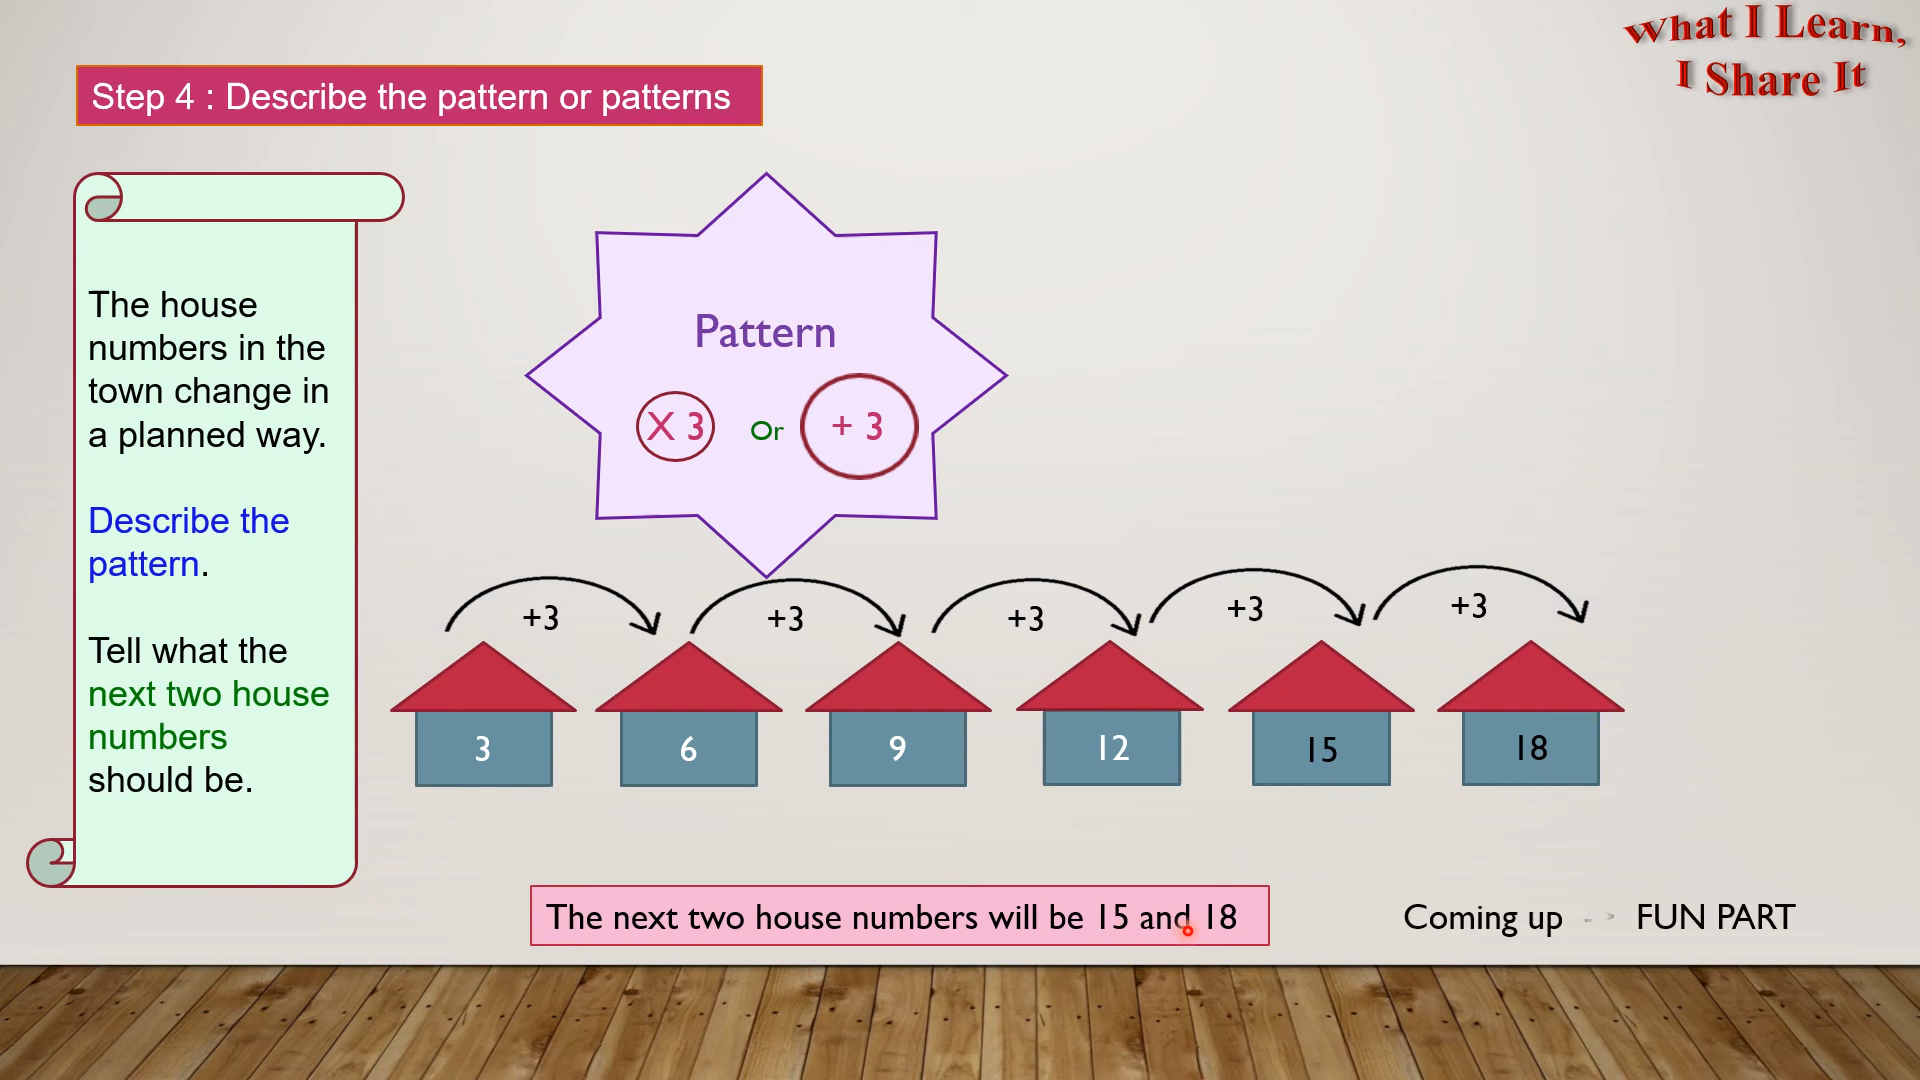 What I Learn,
I Share It
Step 4 : Describe the pattern or patterns
The house
numbers in the
town change in
a planned way.
Describe the
pattern.
Tell what the
next two house
numbers
should be.
Pattern
X 3 Or + 3
+3 +3 +3 +3 +3
3 6 9 12 15 18
The next two house numbers will be 15 and 18
Coming up FUN PART